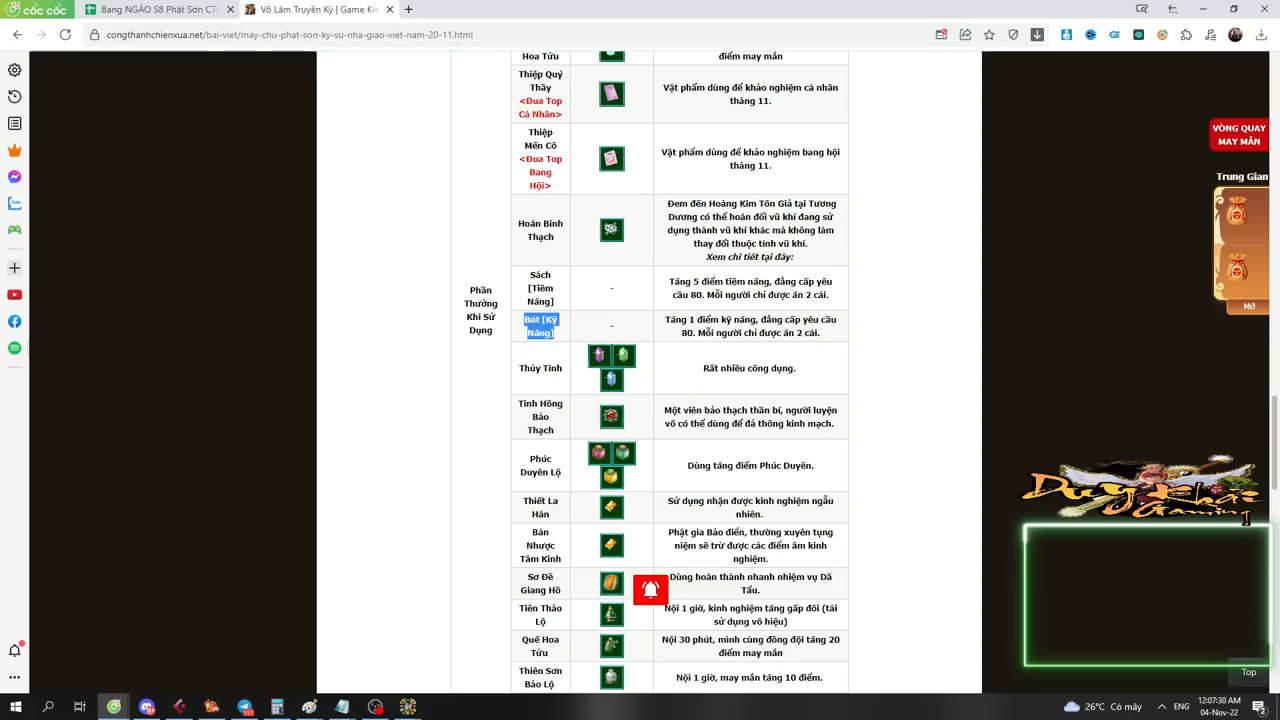 cốc cốc
Bang NGÁO S8 Phật Sơn CTC
Võ Lâm Truyền Kỳ | Game Kiế
congthanhchienxua.net/bai-viet/may-chu-phat-son-ky-su-nha-giao-viet-nam-20-11.html
Hoa Tửu
điểm may mắn
Thiệp Quý
Thầy
<Đua Top
Cá Nhân>
Vật phẩm dùng để khảo nghiệm cá nhân
tháng 11.
Thiệp
Mến Cô
<Đua Top
Bang
Hội>
Vật phẩm dùng để khảo nghiệm bang hội
tháng 11.
Hoán Binh
Thạch
Đem đến Hoàng Kim Tôn Giả tại Tương
Dương có thể hoán đổi vũ khí đang sử
dụng thành vũ khí khác mà không làm
thay đổi thuộc tính vũ khí.
Xem chi tiết tại đây:
Phần
Thưởng
Khi Sử
Dụng
Sách
[Tiềm
Năng]
-
Tăng 5 điểm tiềm năng, đẳng cấp yêu
cầu 80. Mỗi người chỉ được ăn 2 cái.
Bút [Kỹ
Năng]
-
Tăng 1 điểm kỹ năng, đẳng cấp yêu cầu
80. Mỗi người chỉ được ăn 2 cái.
Thủy Tinh
Rất nhiều công dụng.
Tinh Hồng
Bảo
Thạch
Một viên bảo thạch thần bí, người luyện
võ có thể dùng để đả thông kinh mạch.
Phúc
Duyên Lộ
Dùng tăng điểm Phúc Duyên.
Thiết La
Hán
Sử dụng nhận được kinh nghiệm ngẫu
nhiên.
Bàn
Nhược
Tâm Kinh
Phật gia Bảo điển, thường xuyên tụng
niệm sẽ trừ được các điểm âm kinh
nghiệm.
Sơ Đề
Giang Hồ
Dùng hoàn thành nhanh nhiệm vụ Dã
Tẩu.
Tiên Thảo
Lộ
Nội 1 giờ, kinh nghiệm tăng gấp đôi (tái
sử dụng vô hiệu)
Quế Hoa
Tửu
Nội 30 phút, mình cùng đồng đội tăng 20
điểm may mắn
Thiên Sơn
Bảo Lộ
Nội 1 giờ, may mắn tăng 10 điểm.
VÒNG QUAY
MAY MẮN
Trung Gian
Mở
Duy Khắc
Gaming
Top
26°C Có mây
12:07:30 AM
04-Nov-22